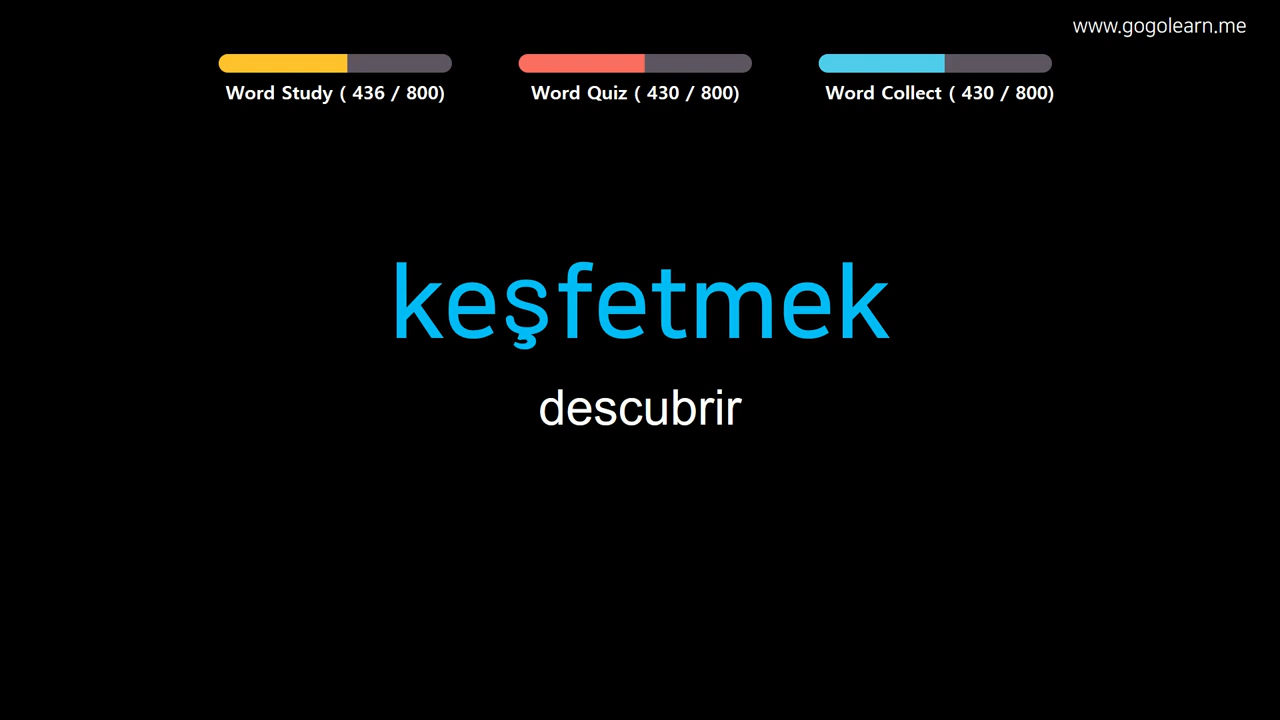 www.gogolearn.me
Word Study ( 436 / 800)
Word Quiz ( 430 / 800)
Word Collect ( 430 / 800)
keşfetmek
descubrir